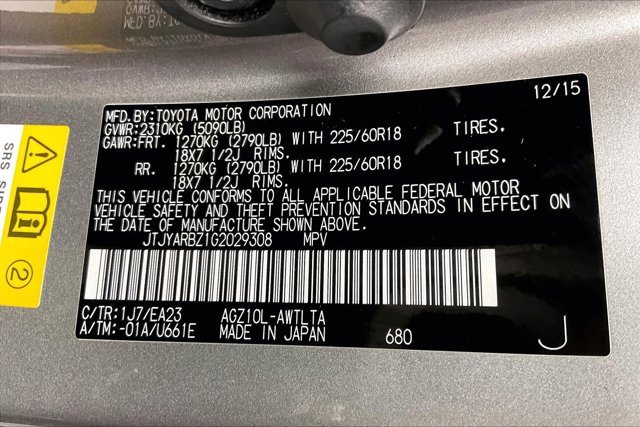 12/15
MFD.BY:TOYOTA MOTOR CORPORATION
GVWR:2310KG (5090LB)
GAWR:FRT. 1270KG (2790LB) WITH 225/60R18 TIRES.
18X7 1/2J RIMS.
RR. 1270KG (2790LB) WITH 225/60R18 TIRES.
18X7 1/2J RIMS.
THIS VEHICLE CONFORMS TO ALL APPLICABLE FEDERAL MOTOR
VEHICLE SAFETY AND THEFT PREVENTION STANDARDS IN EFFECT ON
THE DATE OF MANUFACTURE SHOWN ABOVE.
JTJYARBZ1G2029308 MPV
C/TR:1J7/EA23 AGZ10L-AWTLTA
A/TM:-01A/U661E MADE IN JAPAN 680 J
SRS
2